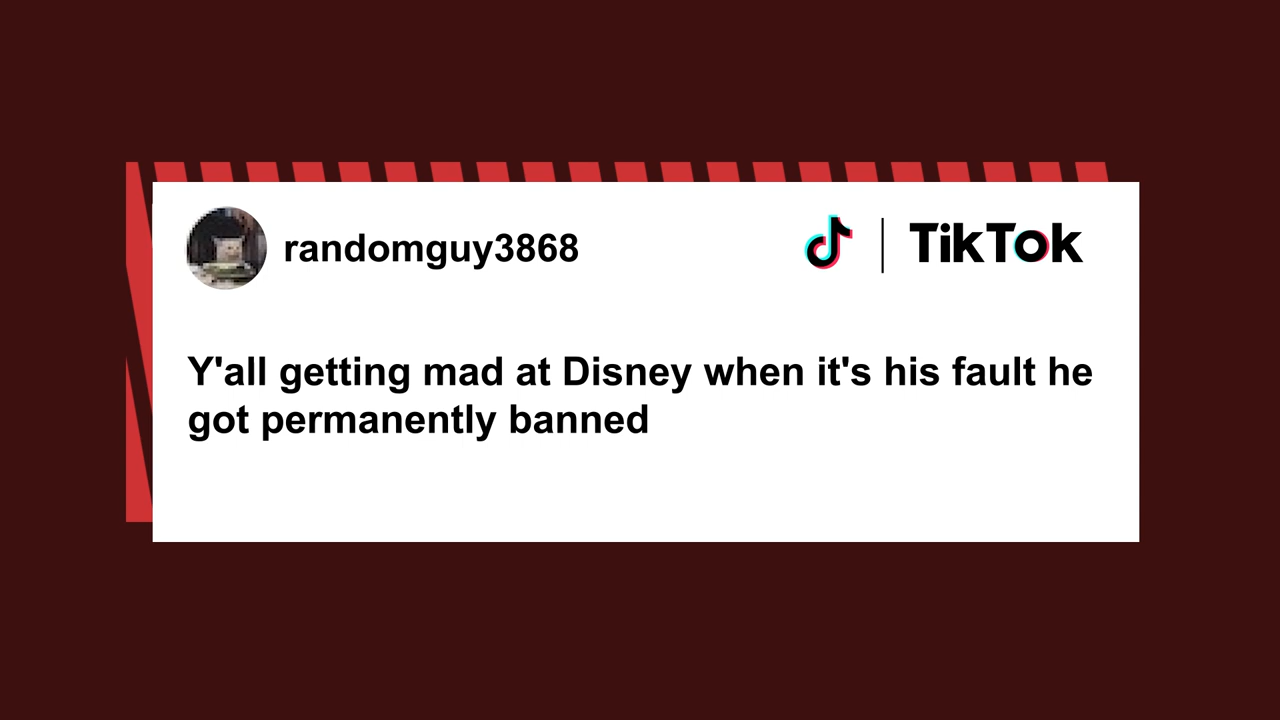 randomguy3868
TikTok
Y'all getting mad at Disney when it's his fault he
got permanently banned